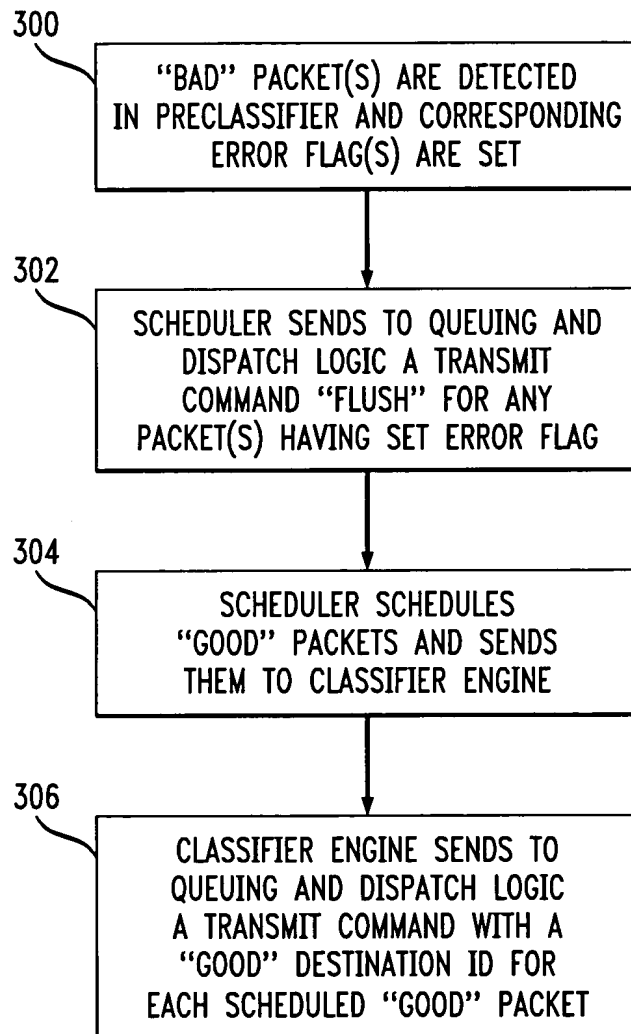 300
“BAD” PACKET(S) ARE DETECTED
IN PRECLASSIFIER AND CORRESPONDING
ERROR FLAG(S) ARE SET
302
SCHEDULER SENDS TO QUEUING AND
DISPATCH LOGIC A TRANSMIT
COMMAND “FLUSH” FOR ANY
PACKET(S) HAVING SET ERROR FLAG
304
SCHEDULER SCHEDULES
“GOOD” PACKETS AND SENDS
THEM TO CLASSIFIER ENGINE
306
CLASSIFIER ENGINE SENDS TO
QUEUING AND DISPATCH LOGIC
A TRANSMIT COMMAND WITH A
“GOOD” DESTINATION ID FOR
EACH SCHEDULED “GOOD” PACKET